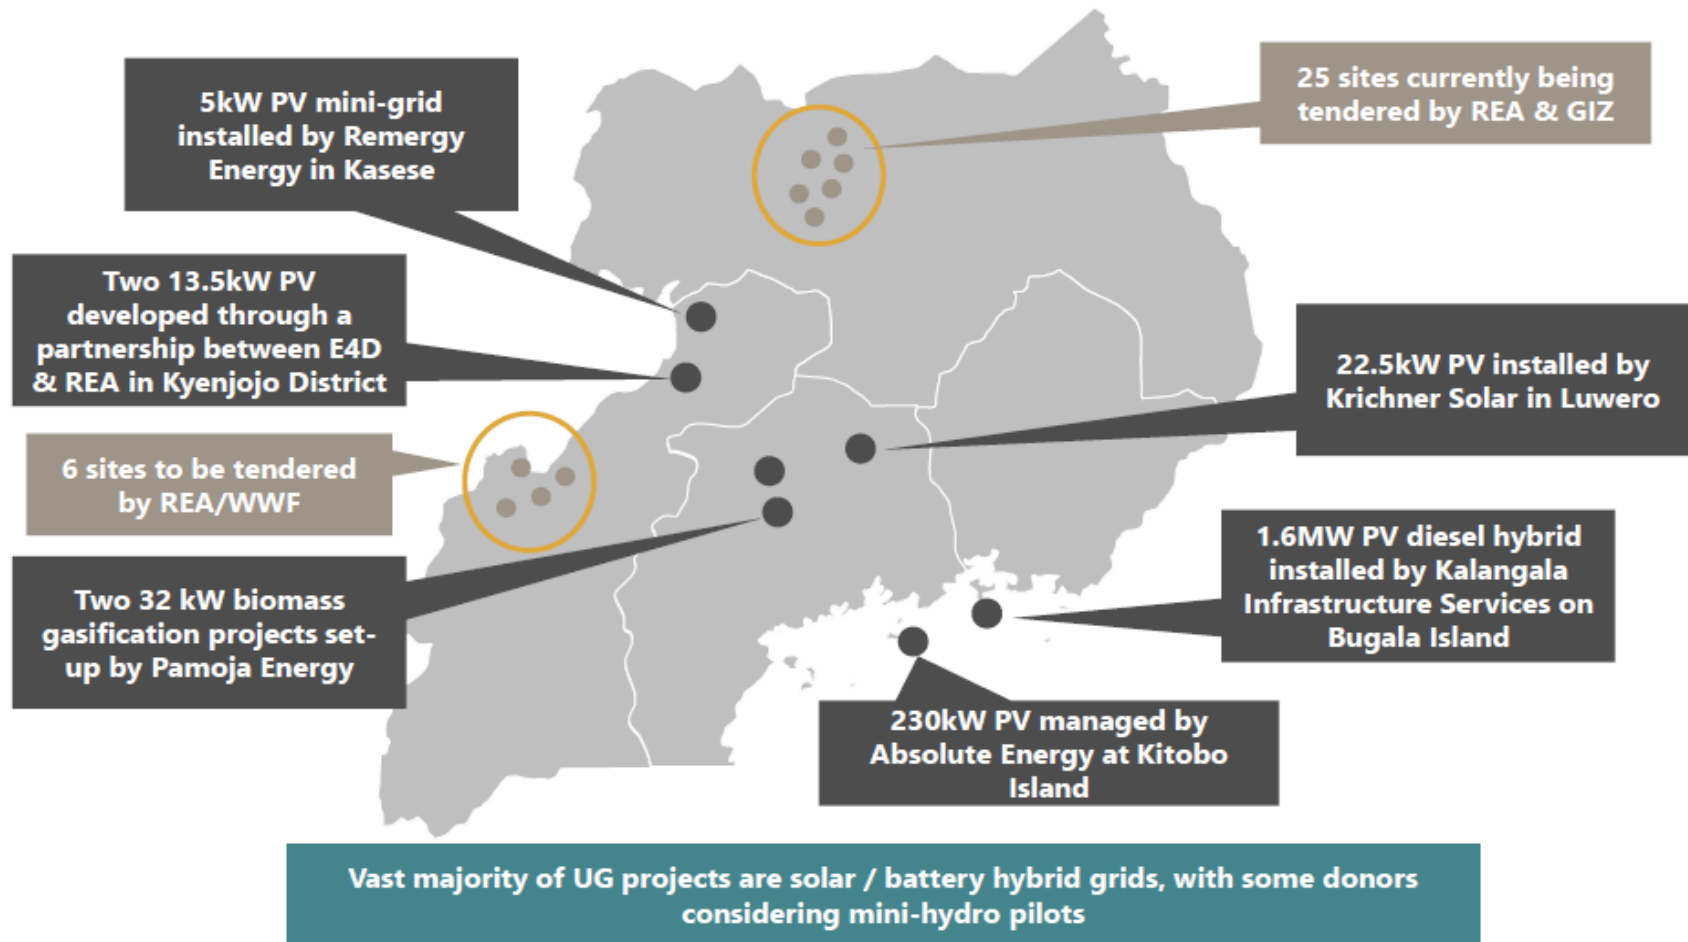 5kW PV mini-grid
installed by Remergy
Energy in Kasese
25 sites currently being
tendered by REA & GIZ
Two 13.5kW PV
developed through a
partnership between E4D
& REA in Kyenjojo District
22.5kW PV installed by
Krichner Solar in Luwero
6 sites to be tendered
by REA/WWF
1.6MW PV diesel hybrid
installed by Kalangala
Infrastructure Services on
Bugala Island
Two 32 kW biomass
gasification projects set-
up by Pamoja Energy
230kW PV managed by
Absolute Energy at Kitobo
Island
Vast majority of UG projects are solar / battery hybrid grids, with some donors
considering mini-hydro pilots